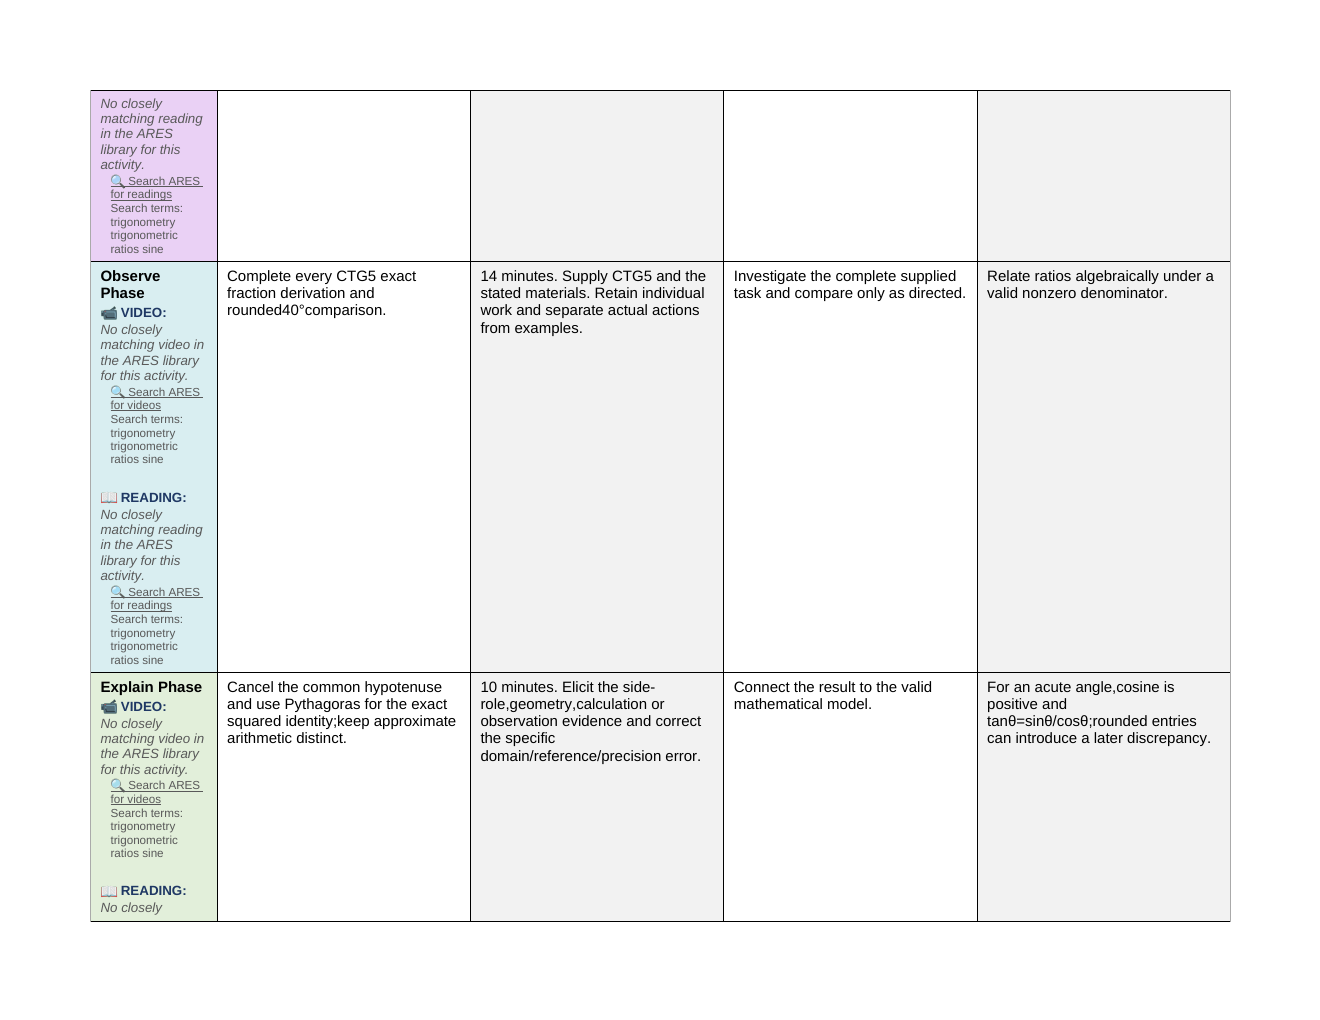 No closely
matching reading
in the ARES
library for this
activity.
🔍 Search ARES
for readings
Search terms:
trigonometry
trigonometric
ratios sine
Observe
Phase
📹 VIDEO:
No closely
matching video in
the ARES library
for this activity.
🔍 Search ARES
for videos
Search terms:
trigonometry
trigonometric
ratios sine
📖 READING:
No closely
matching reading
in the ARES
library for this
activity.
🔍 Search ARES
for readings
Search terms:
trigonometry
trigonometric
ratios sine
Complete every CTG5 exact
fraction derivation and
rounded40°comparison.
14 minutes. Supply CTG5 and the
stated materials. Retain individual
work and separate actual actions
from examples.
Investigate the complete supplied
task and compare only as directed.
Relate ratios algebraically under a
valid nonzero denominator.
Explain Phase
📹 VIDEO:
No closely
matching video in
the ARES library
for this activity.
🔍 Search ARES
for videos
Search terms:
trigonometry
trigonometric
ratios sine
📖 READING:
No closely
Cancel the common hypotenuse
and use Pythagoras for the exact
squared identity;keep approximate
arithmetic distinct.
10 minutes. Elicit the side-
role,geometry,calculation or
observation evidence and correct
the specific
domain/reference/precision error.
Connect the result to the valid
mathematical model.
For an acute angle,cosine is
positive and
tanθ=sinθ/cosθ;rounded entries
can introduce a later discrepancy.